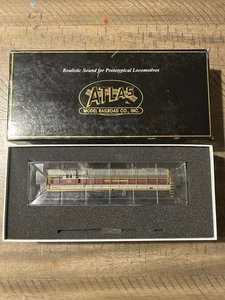 Realistic Sound for Prototypical Locomotives
ATLAS
MODEL RAILROAD CO., INC.